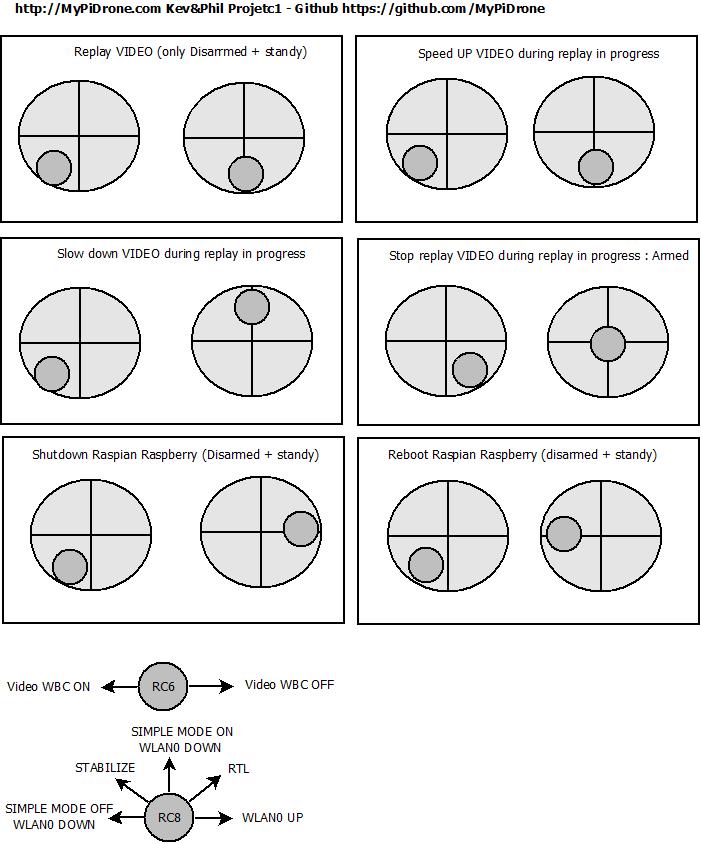 http://MyPiDrone.com Kev&Phil Projetc1 - Github https://github.com/MyPiDrone
Replay VIDEO (only Disarmed + standy)
Speed UP VIDEO during replay in progress
Slow down VIDEO during replay in progress
Stop replay VIDEO during replay in progress : Armed
Shutdown Raspian Raspberry (Disarmed + standy)
Reboot Raspian Raspberry (disarmed + standy)
Video WBC ON
RC6
Video WBC OFF
SIMPLE MODE ON
WLAN0 DOWN
STABILIZE
RTL
SIMPLE MODE OFF
WLAN0 DOWN
RC8
WLAN0 UP